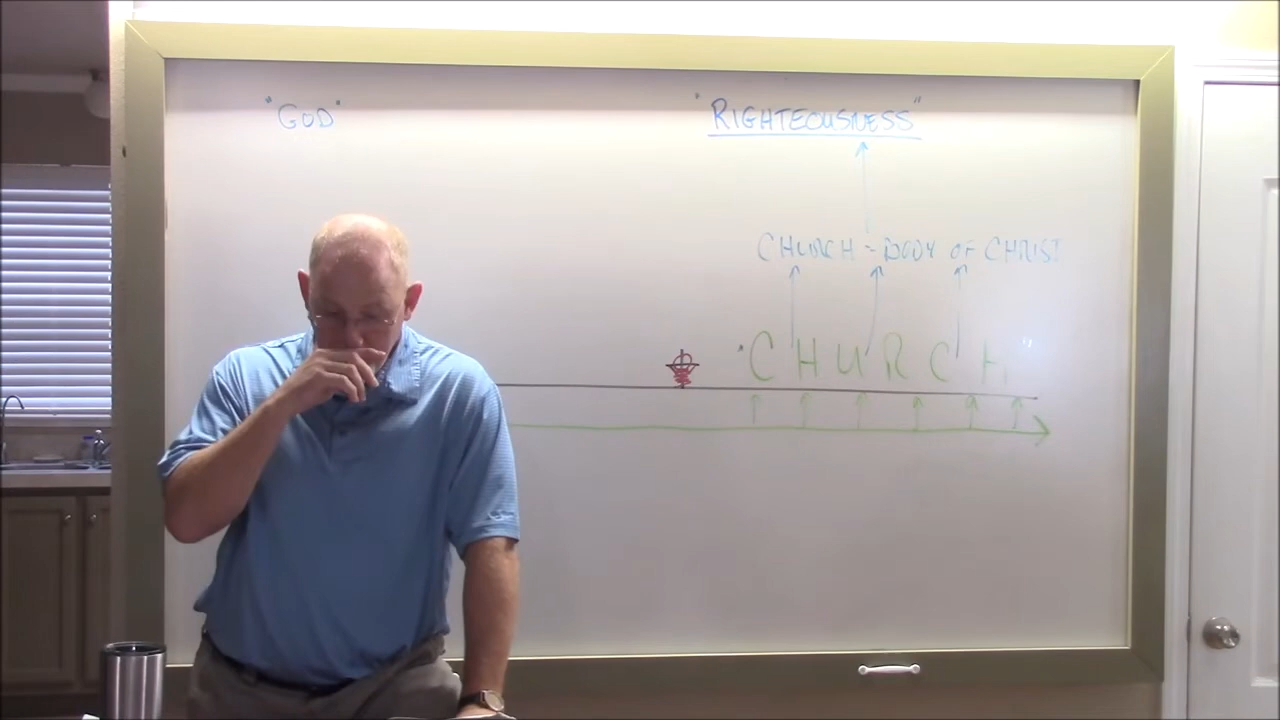 "GOD"
"RIGHTEOUSNESS"
CHURCH - BODY OF CHRIST
"CHURCH"